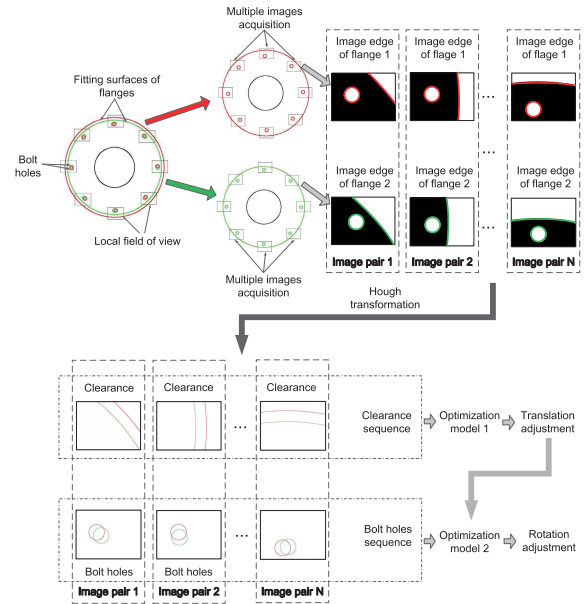 Multiple images
acquisition
Fitting surfaces of
flanges
Bolt
holes
Local field of view
Multiple images
acquisition
Image edge
of flange 1
Image edge
of flage 1
Image edge
of flange 1
...
...
Image edge
of flange 2
Image edge
of flange 2
Image edge
of flange 2
...
Image pair 1
Image pair 2
Image pair N
Hough
transformation
Clearance
Clearance
Clearance
...
Clearance
sequence
Optimization
model 1
Translation
adjustment
...
Bolt holes
Bolt holes
Bolt holes
sequence
Optimization
model 2
Rotation
adjustment
Image pair 1
Image pair 2
Image pair N